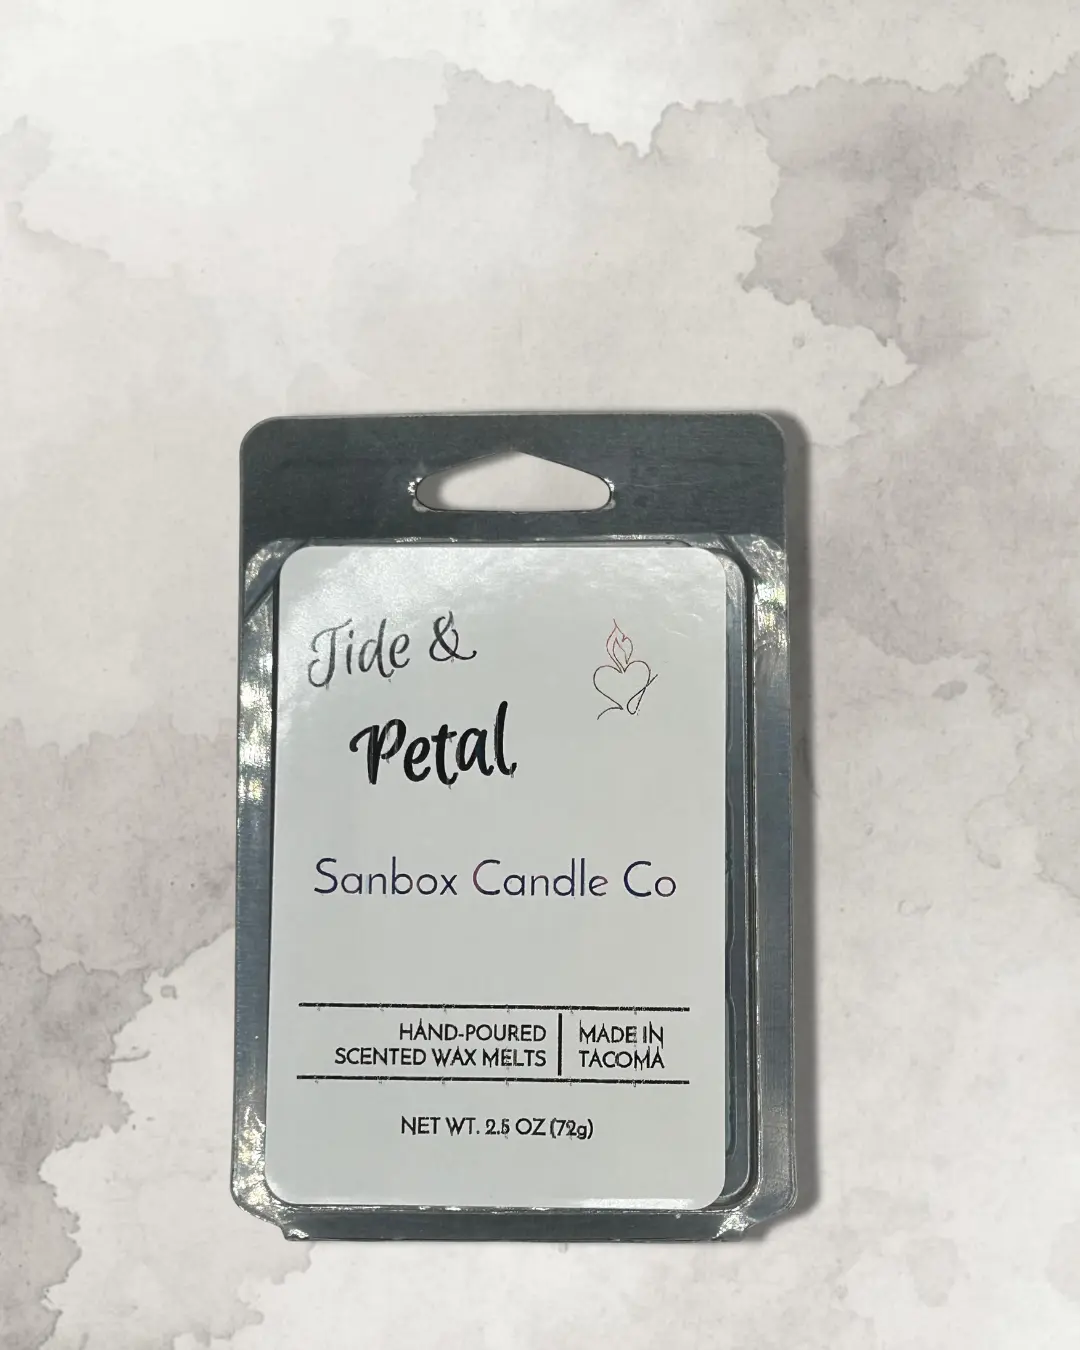 Tide &
Petal
Sanbox Candle Co
HAND-POURED
SCENTED WAX MELTS
MADE IN
TACOMA
NET WT. 2.5 OZ (72g)